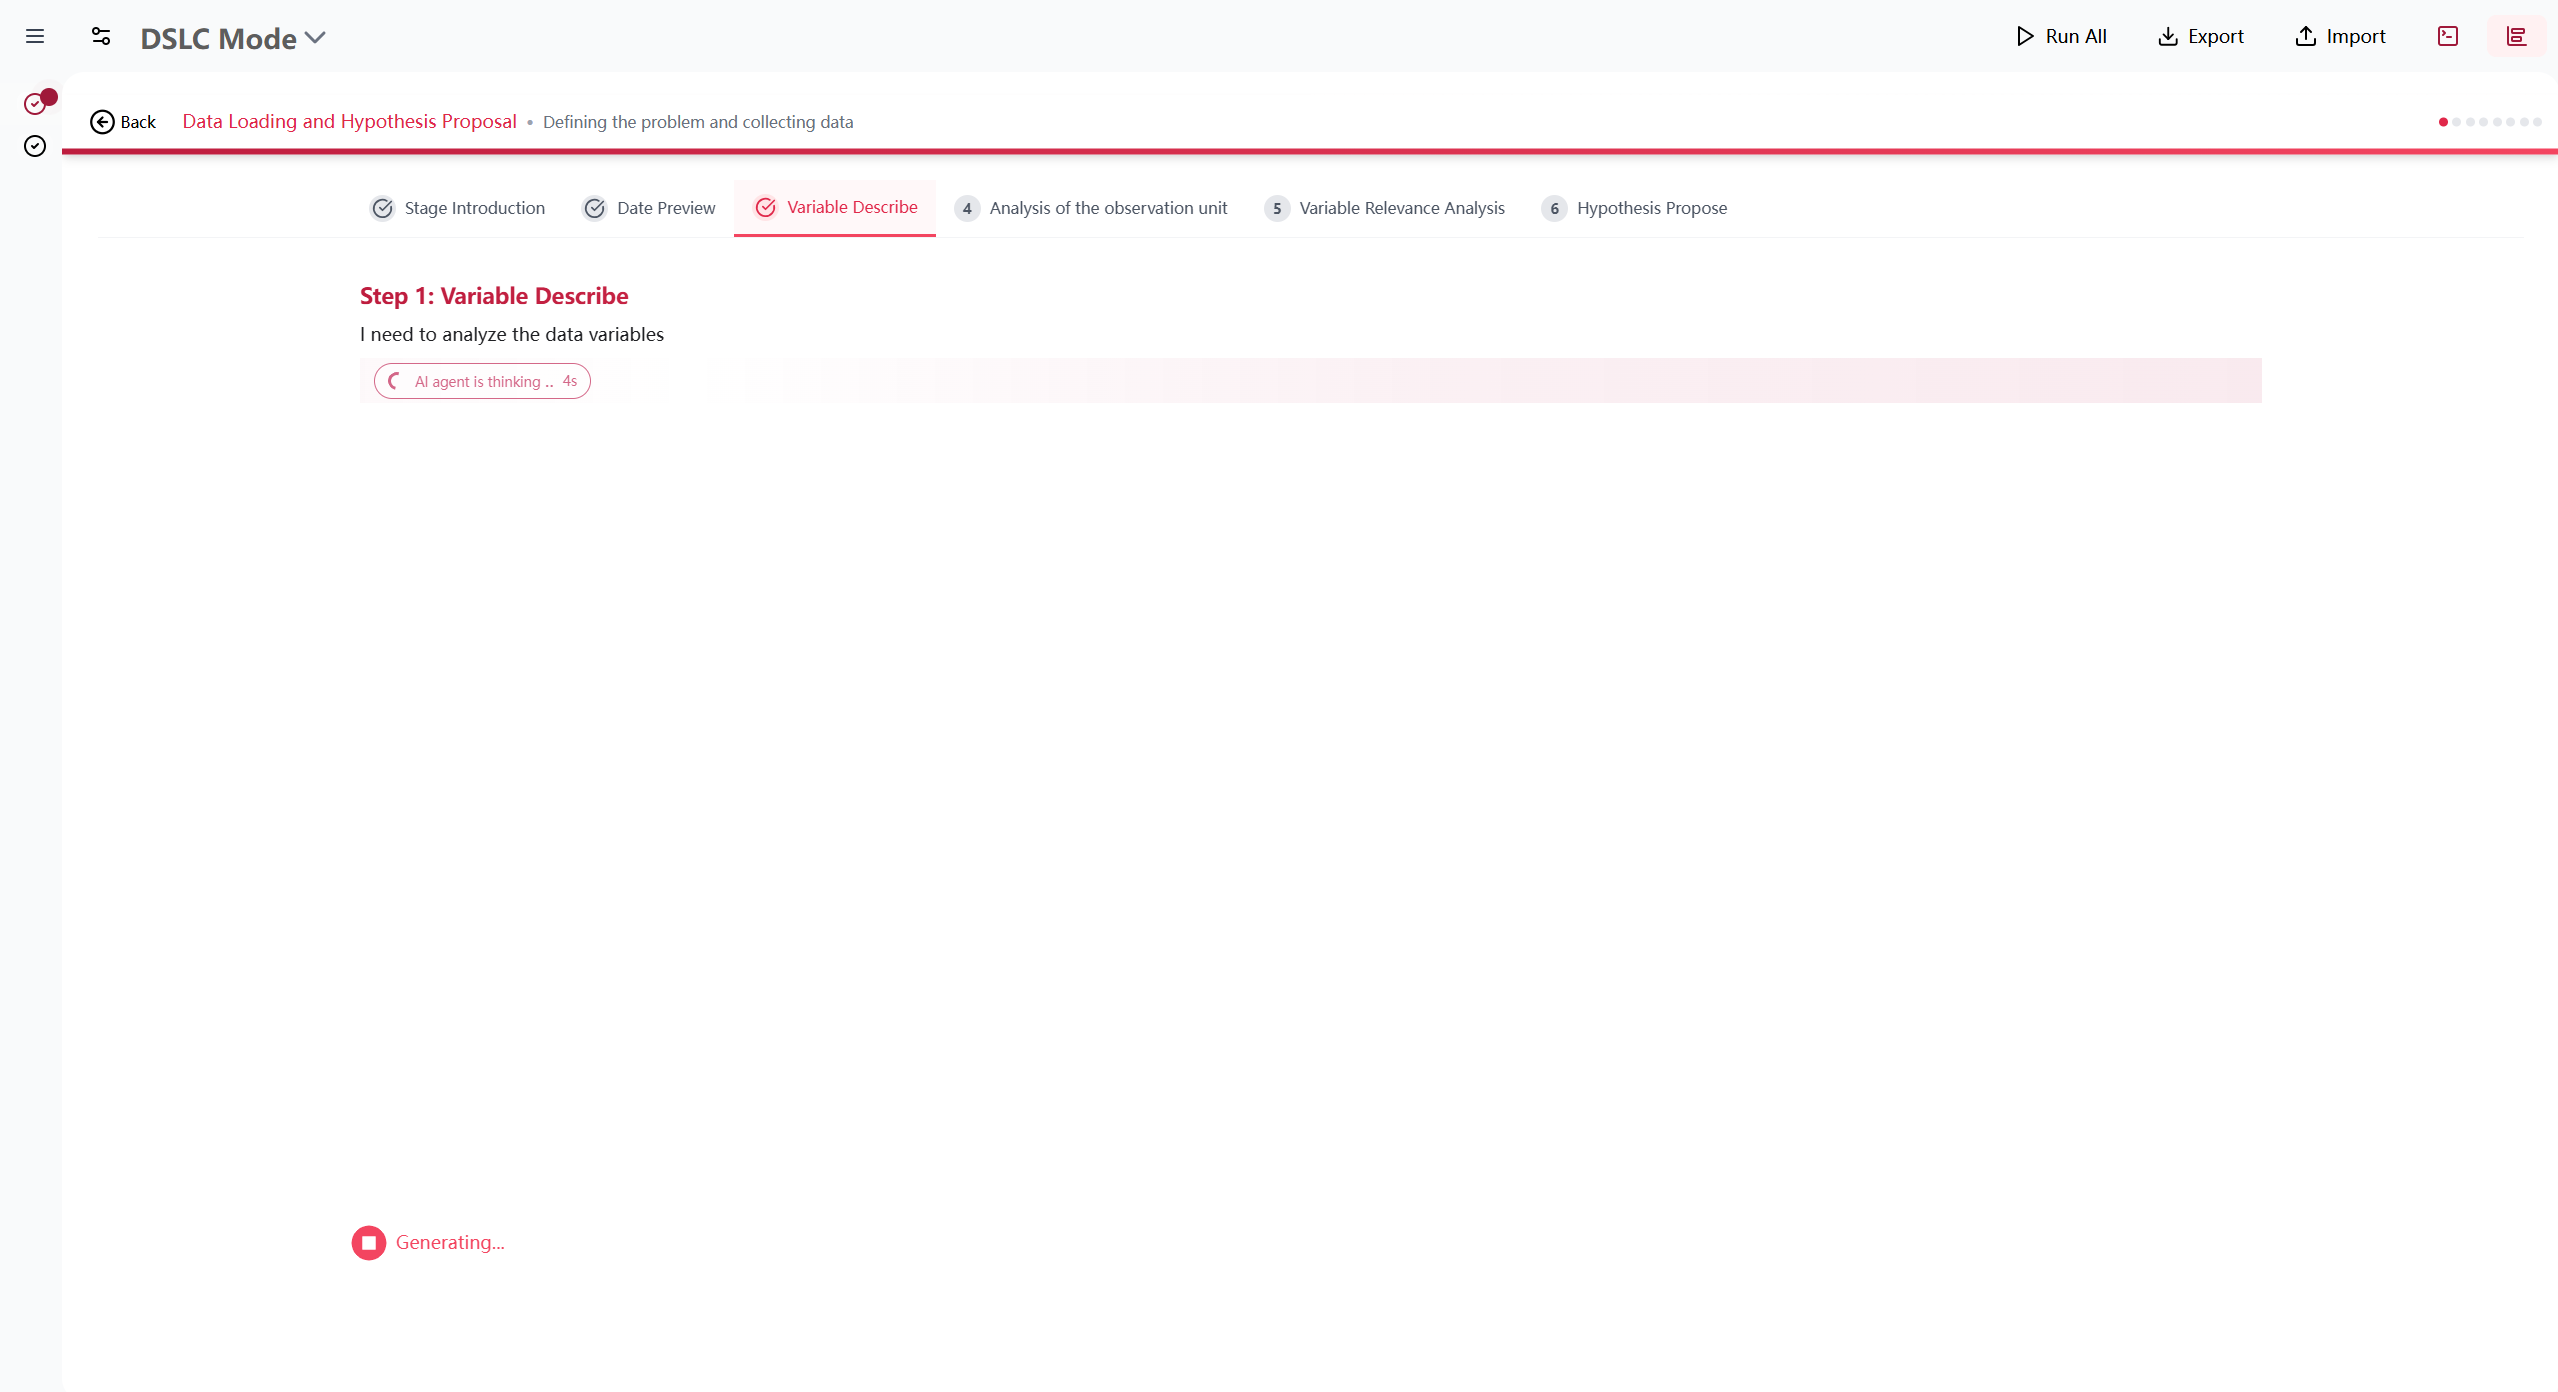 DSLC Mode
Run All
Export
Import
Back
Data Loading and Hypothesis Proposal • Defining the problem and collecting data
Stage Introduction
Date Preview
Variable Describe
4 Analysis of the observation unit
5 Variable Relevance Analysis
6 Hypothesis Propose
Step 1: Variable Describe
I need to analyze the data variables
AI agent is thinking .. 4s
Generating...